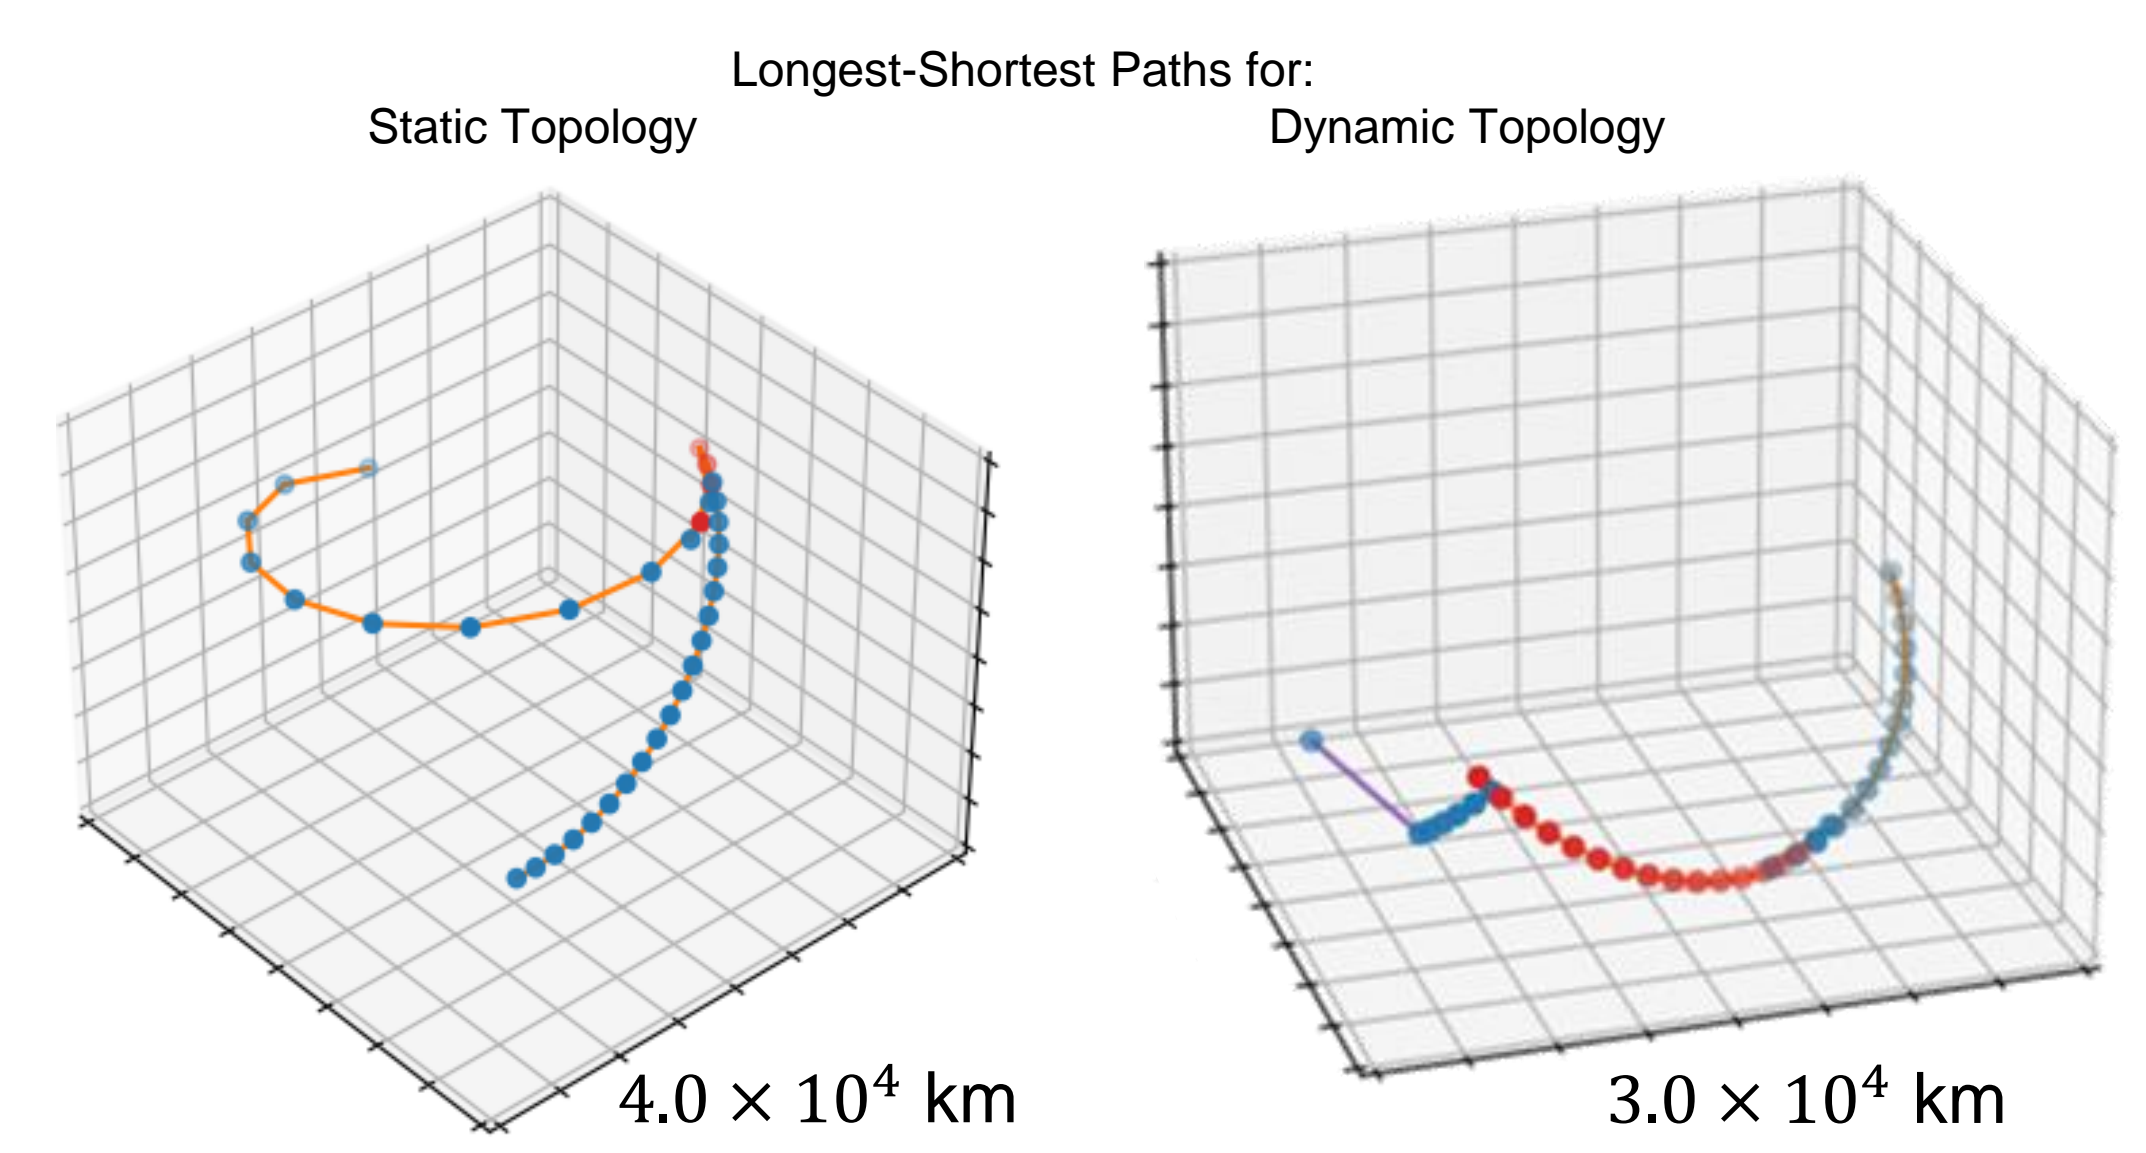 Longest-Shortest Paths for:
Static Topology
Dynamic Topology
4.0 × 10⁴ km
3.0 × 10⁴ km